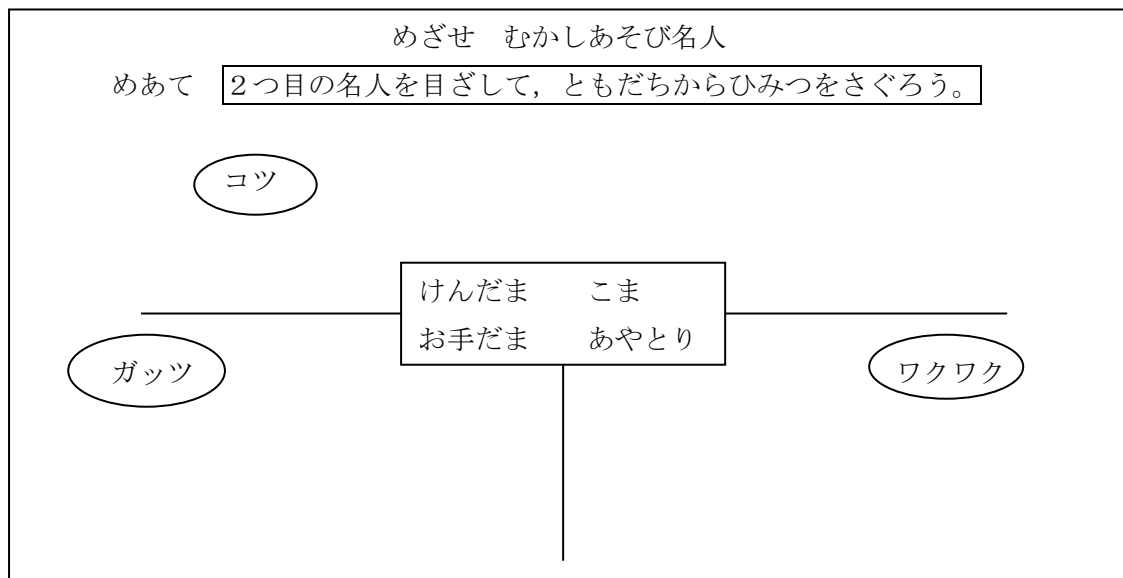 めざせ　むかしあそび名人
めあて　２つ目の名人を目ざして，ともだちからひみつをさぐろう。
コツ
けんだま　　こま
お手だま　　あやとり
ガッツ
ワクワク